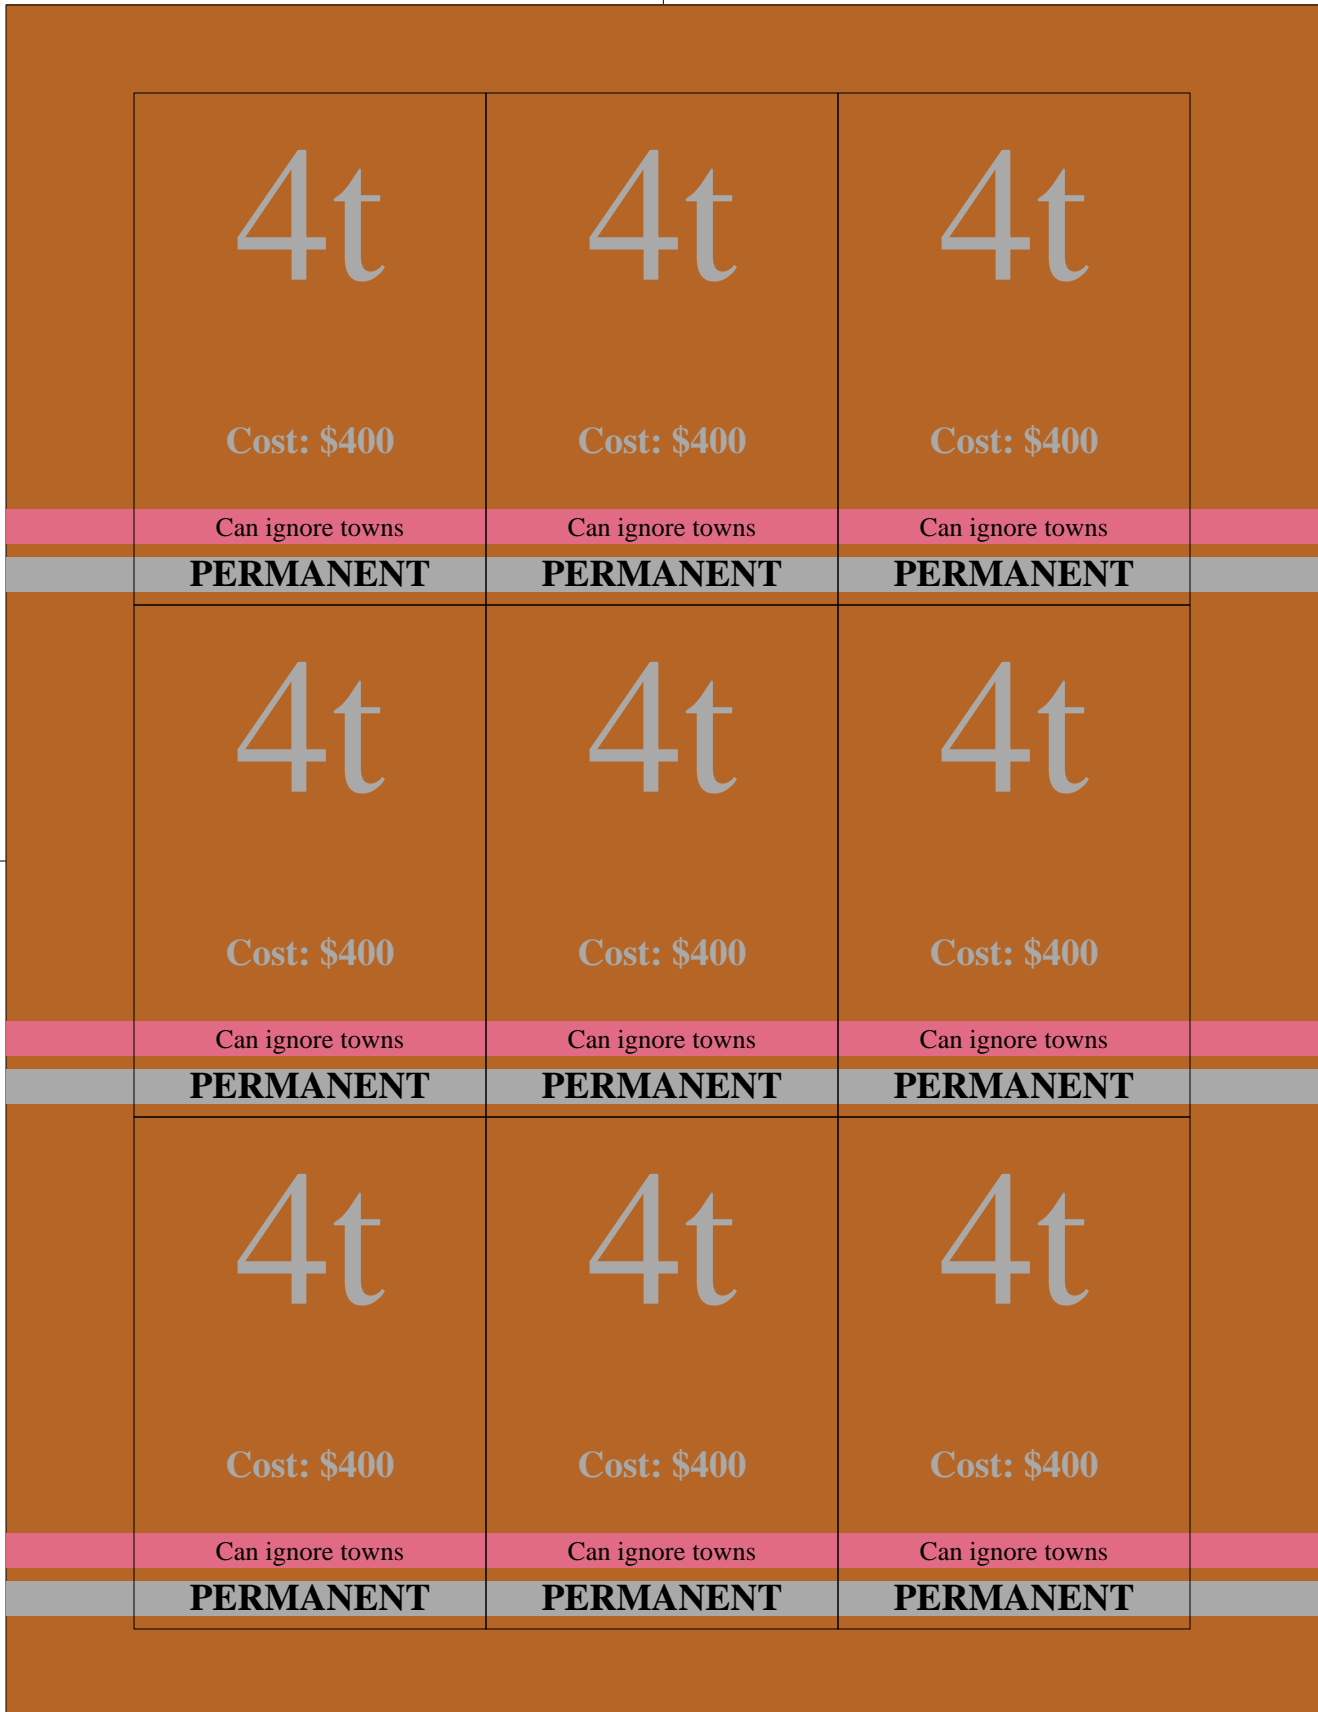 4t 4t 4t
Cost: $400 Cost: $400 Cost: $400
Can ignore towns Can ignore towns Can ignore towns
PERMANENT PERMANENT PERMANENT
4t 4t 4t
Cost: $400 Cost: $400 Cost: $400
Can ignore towns Can ignore towns Can ignore towns
PERMANENT PERMANENT PERMANENT
4t 4t 4t
Cost: $400 Cost: $400 Cost: $400
Can ignore towns Can ignore towns Can ignore towns
PERMANENT PERMANENT PERMANENT